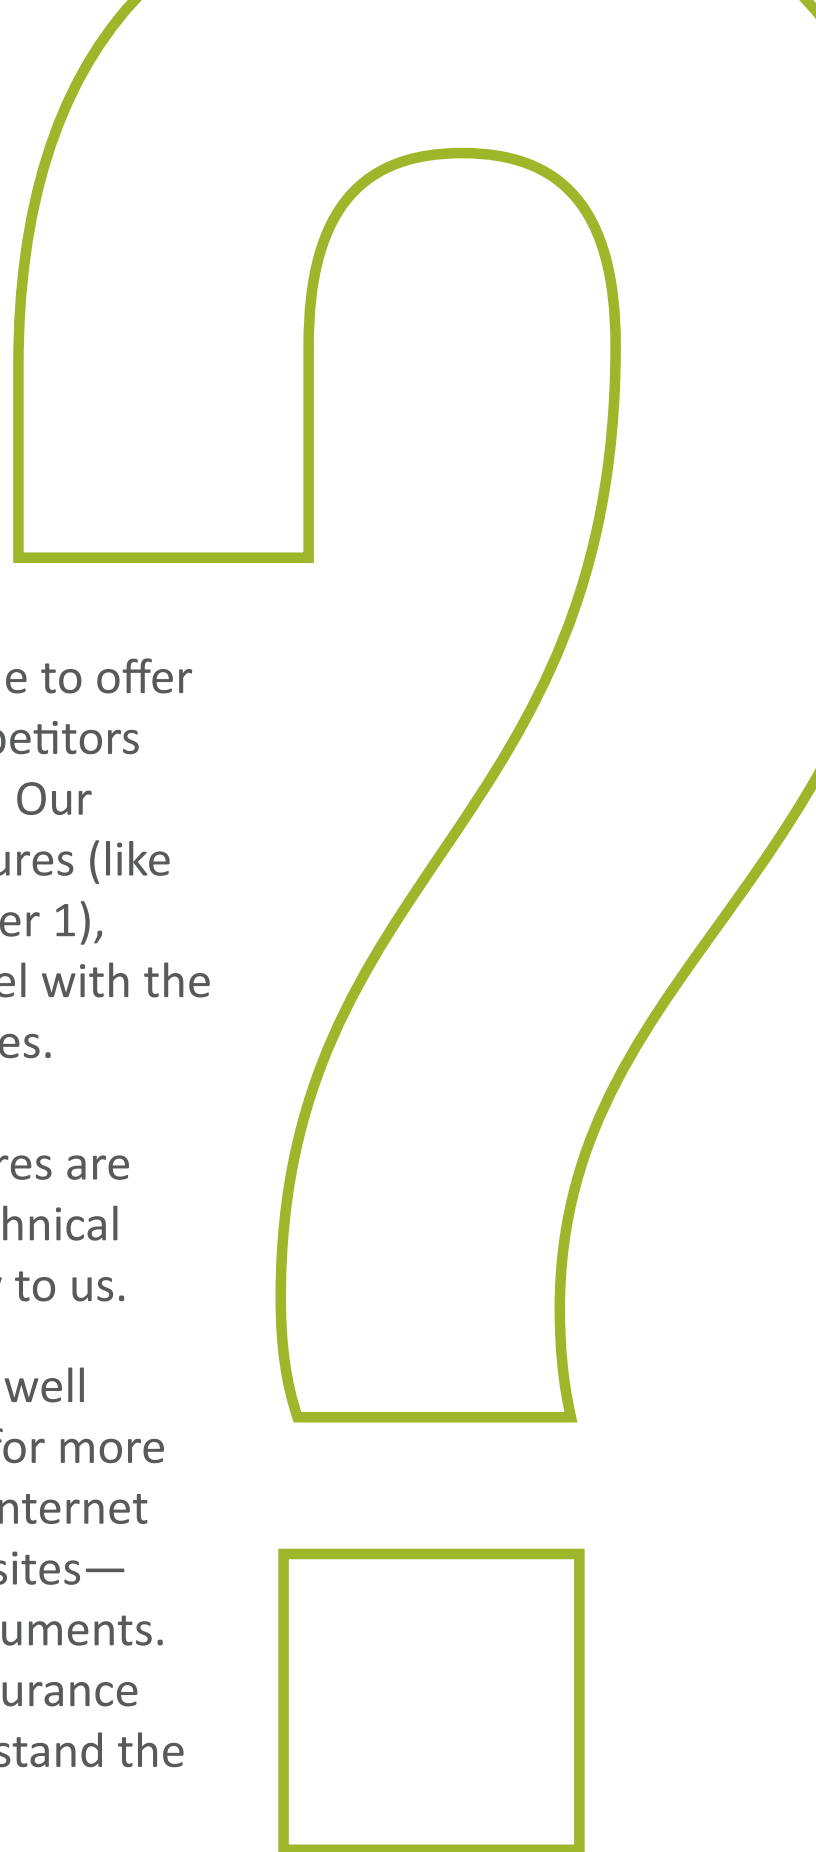 e to offer
petitors
Our
ures (like
er 1),
el with the
es.
res are
hnical
to us.
well
for more
nternet
sites—
uments.
urance
stand the